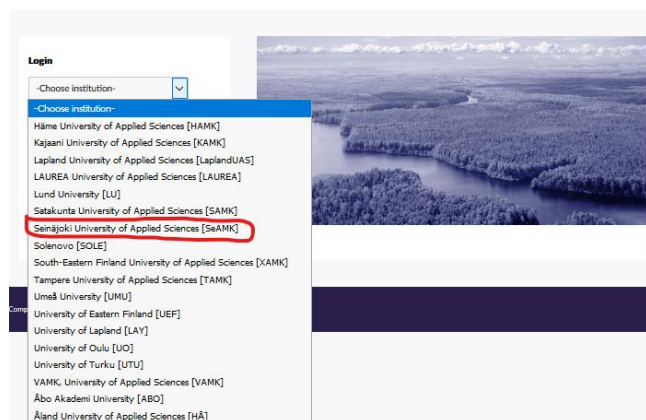 Login
-Choose institution-
-Choose institution-
Häme University of Applied Sciences [HAMK]
Kajaani University of Applied Sciences [KAMK]
Lapland University of Applied Sciences [LaplandUAS]
LAUREA University of Applied Sciences [LAUREA]
Lund University [LU]
Satakunta University of Applied Sciences [SAMK]
Seinäjoki University of Applied Sciences [SeAMK]
Solenovo [SOLE]
South-Eastern Finland University of Applied Sciences [XAMK]
Tampere University of Applied Sciences [TAMK]
Umeå University [UMU]
Comp
University of Eastern Finland [UEF]
University of Lapland [LAY]
University of Oulu [UO]
University of Turku [UTU]
VAMK, University of Applied Sciences [VAMK]
Åbo Akademi University [ABO]
Åland University of Applied Sciences [HÅ]